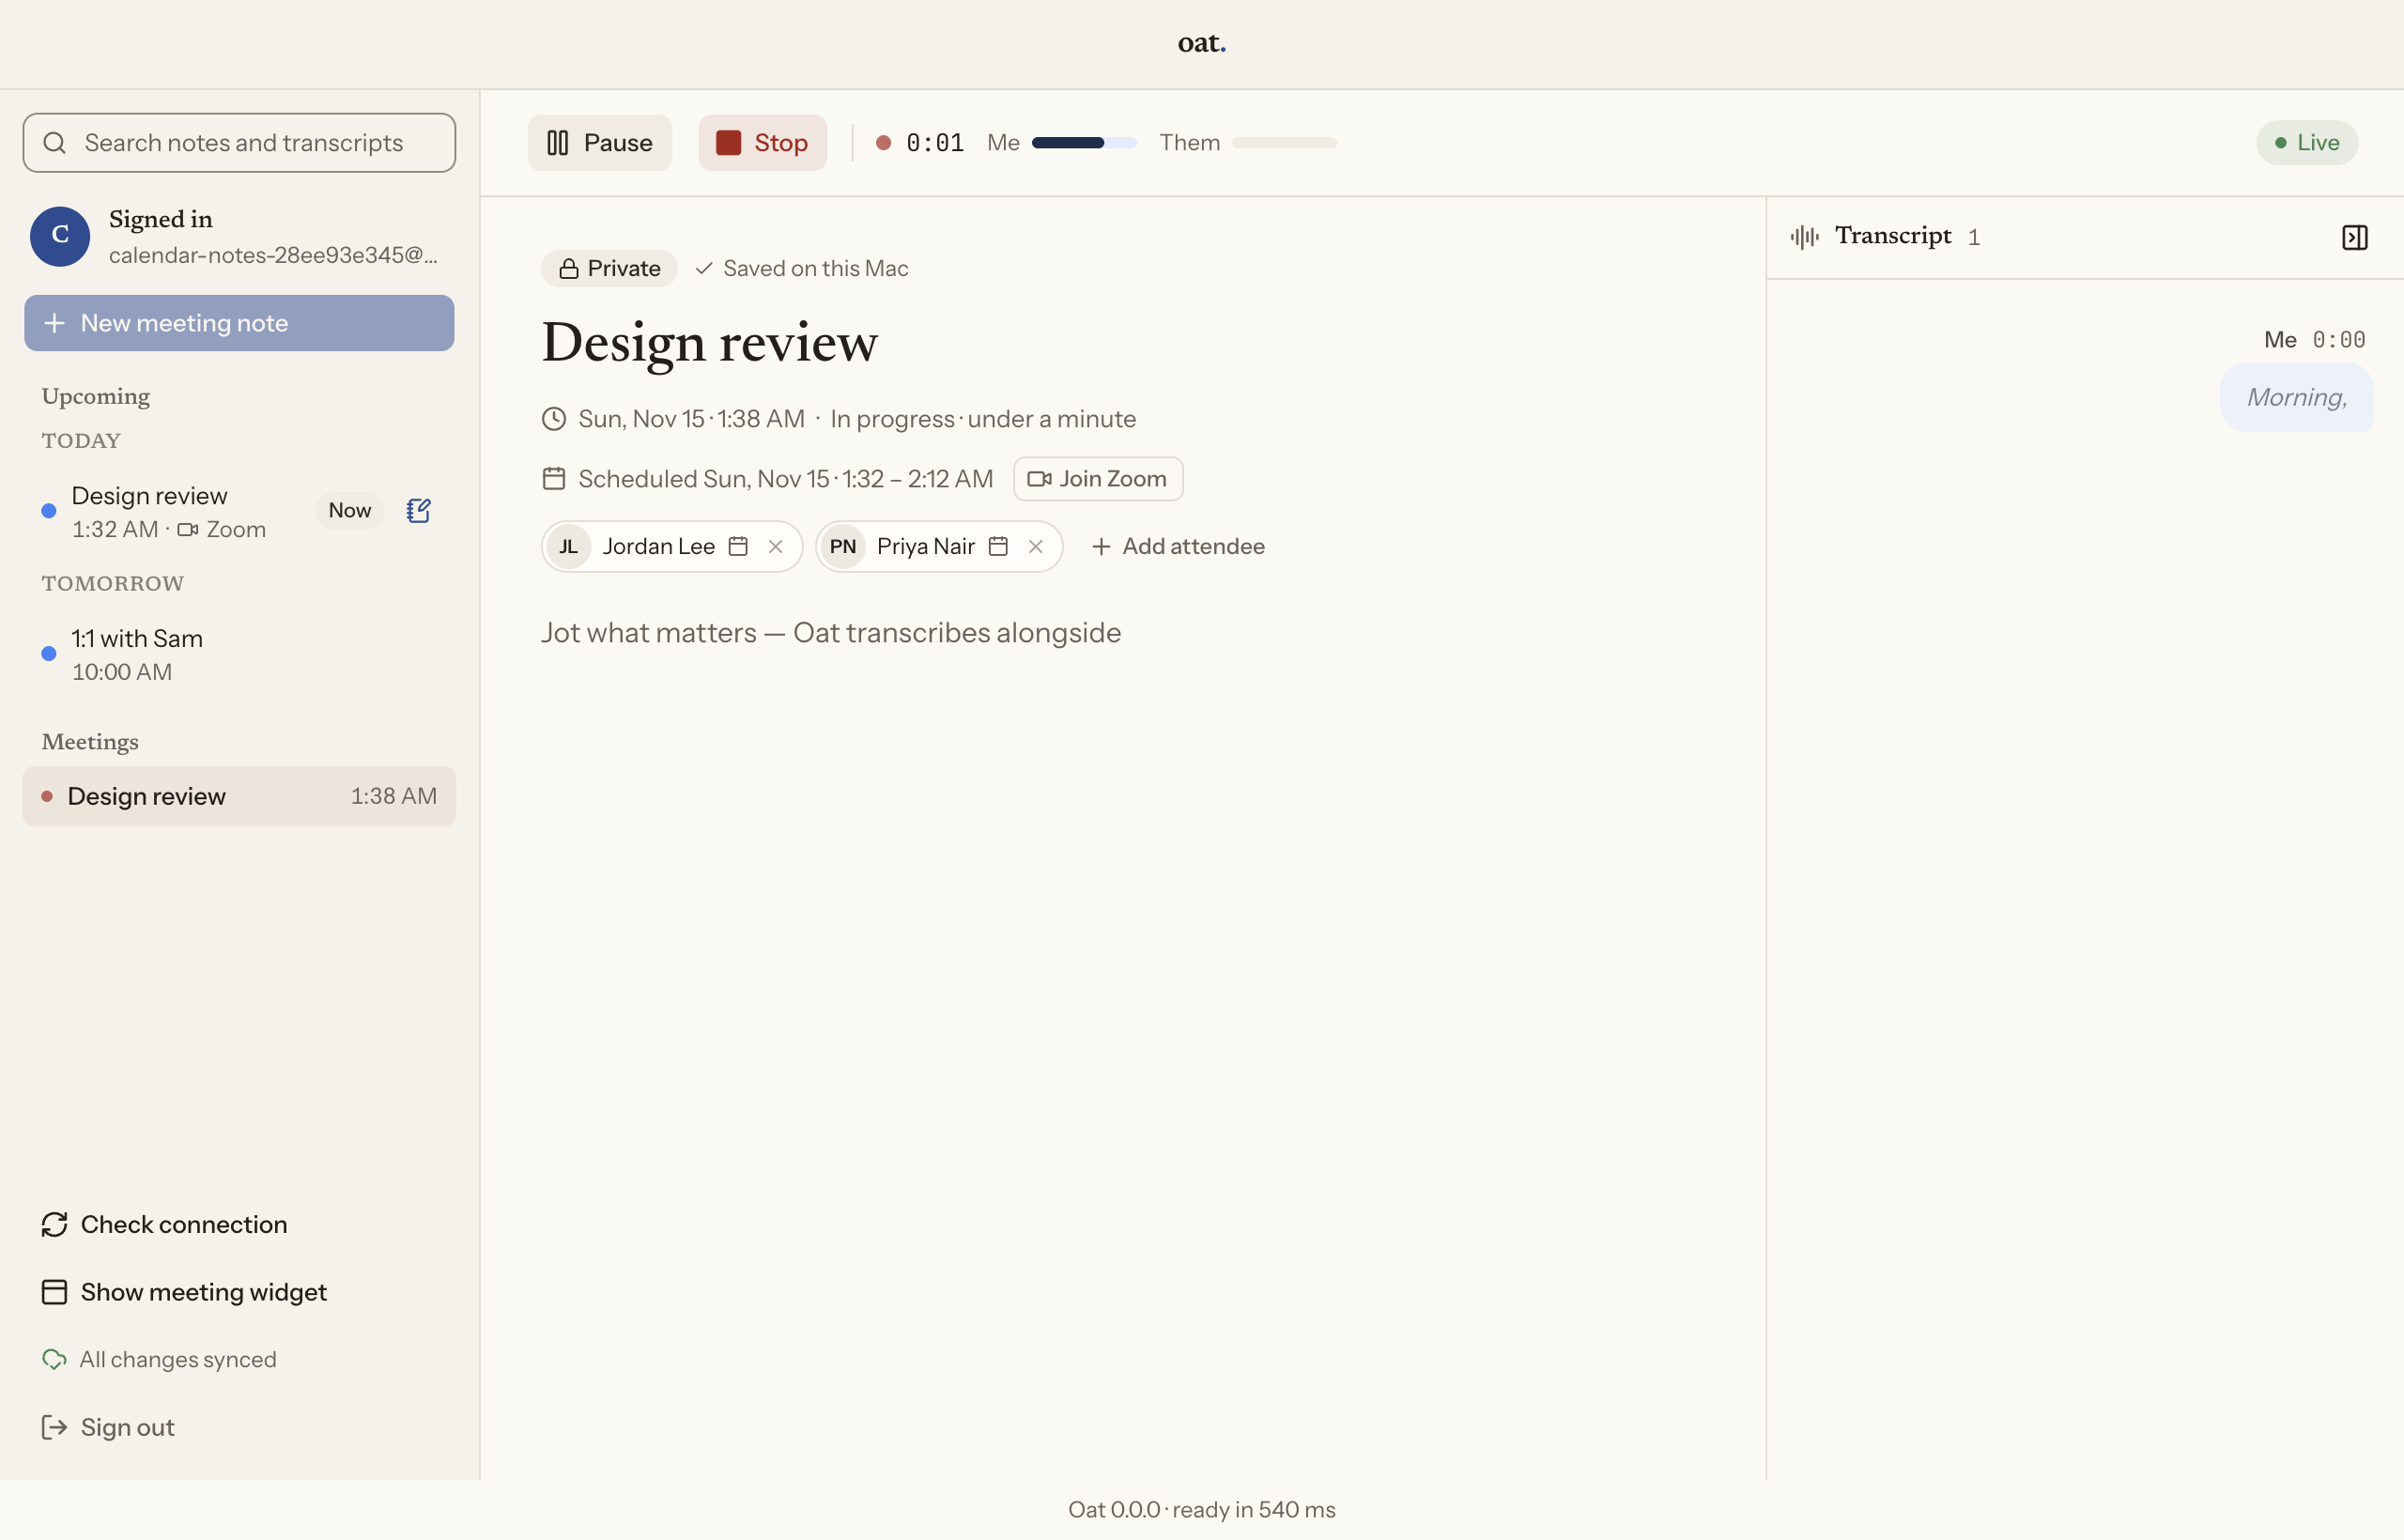 oat.
Search notes and transcripts
Signed in
C
calendar-notes-28ee93e345@...
New meeting note
Upcoming
TODAY
Design review
1:32 AM · Zoom
Now
TOMORROW
1:1 with Sam
10:00 AM
Meetings
Design review 1:38 AM
Check connection
Show meeting widget
All changes synced
Sign out
Pause Stop 0:01 Me Them Live
Private Saved on this Mac
Design review
Sun, Nov 15 · 1:38 AM · In progress · under a minute
Scheduled Sun, Nov 15 · 1:32 – 2:12 AM Join Zoom
JL Jordan Lee PN Priya Nair Add attendee
Jot what matters — Oat transcribes alongside
Transcript 1
Me 0:00
Morning,
Oat 0.0.0 · ready in 540 ms